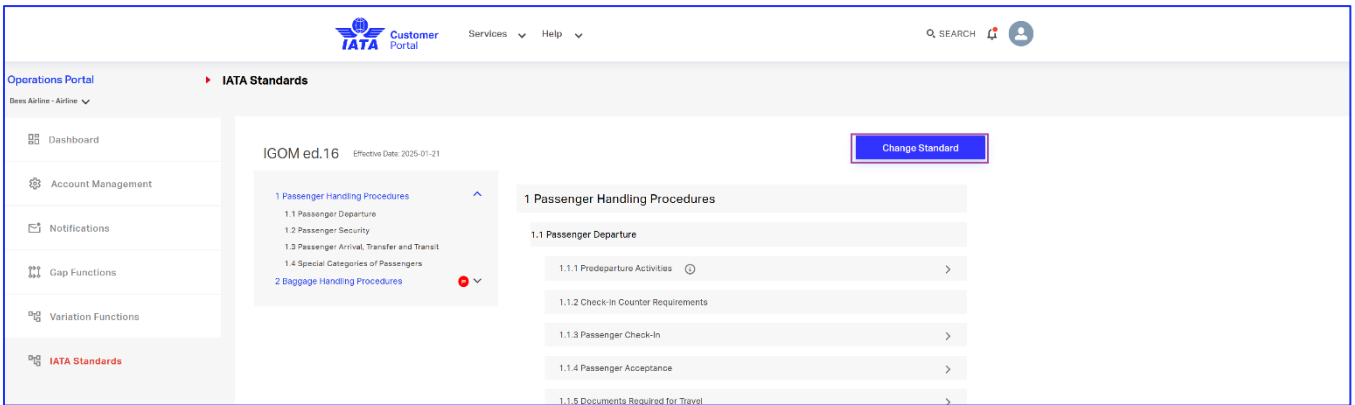 IATA
Customer
Portal
Services
Help
SEARCH
Operations Portal
IATA Standards
Bees Airline - Airline
Dashboard
Account Management
Notifications
Gap Functions
Variation Functions
IATA Standards
IGOM ed.16 Effective Date: 2025-01-21
Change Standard
1 Passenger Handling Procedures
1.1 Passenger Departure
1.2 Passenger Security
1.3 Passenger Arrival, Transfer and Transit
1.4 Special Categories of Passengers
2 Baggage Handling Procedures
1 Passenger Handling Procedures
1.1 Passenger Departure
1.1.1 Predeparture Activities
1.1.2 Check-In Counter Requirements
1.1.3 Passenger Check-In
1.1.4 Passenger Acceptance
1.1.5 Documents Required for Travel